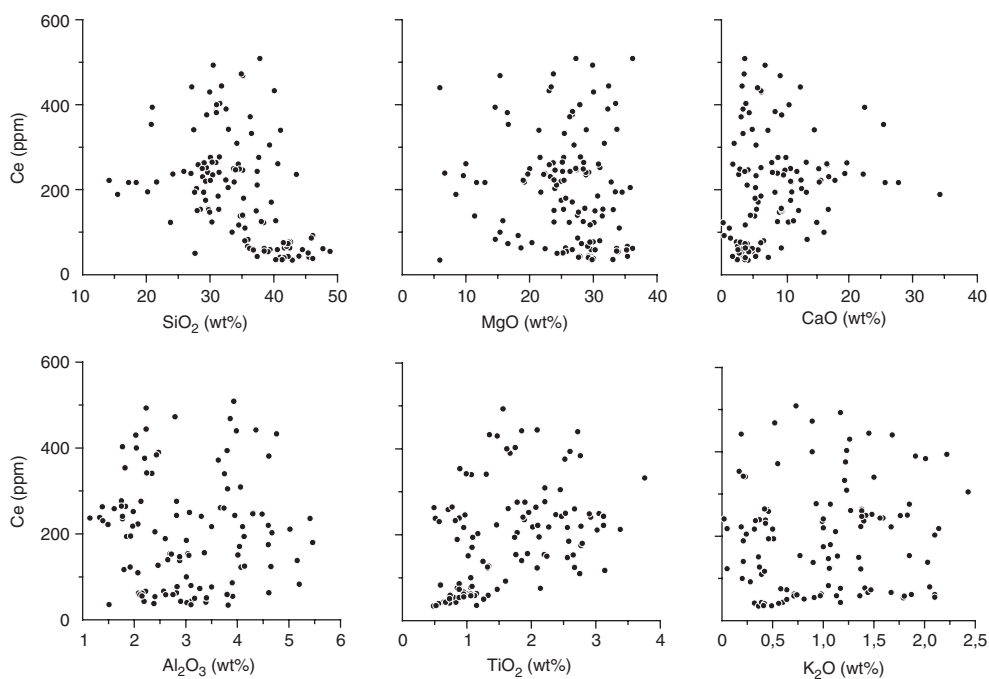 600
400
200
0
Ce (ppm)
10 20 30 40 50
SiO₂ (wt%)
0 10 20 30 40
MgO (wt%)
0 10 20 30 40
CaO (wt%)
600
400
200
0
Ce (ppm)
1 2 3 4 5 6
Al₂O₃ (wt%)
0 1 2 3 4
TiO₂ (wt%)
0 0,5 1,0 1,5 2,0 2,5
K₂O (wt%)